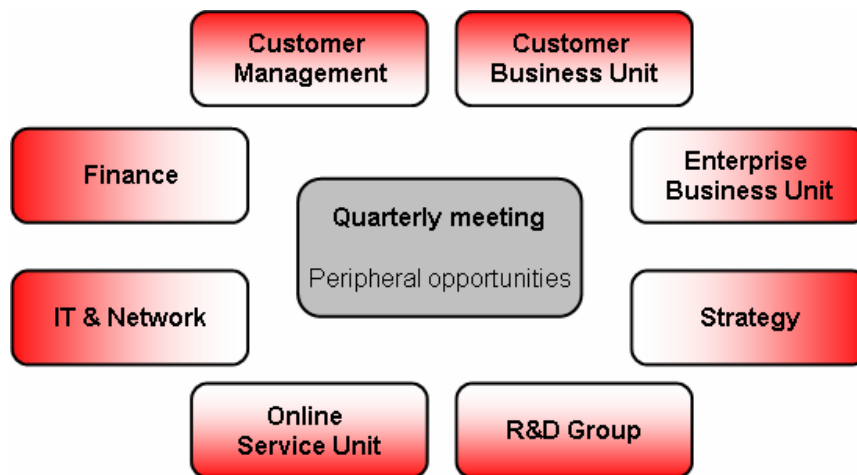 Customer
Management
Customer
Business Unit
Finance
Enterprise
Business Unit
Quarterly meeting
Peripheral opportunities
IT & Network
Strategy
Online
Service Unit
R&D Group